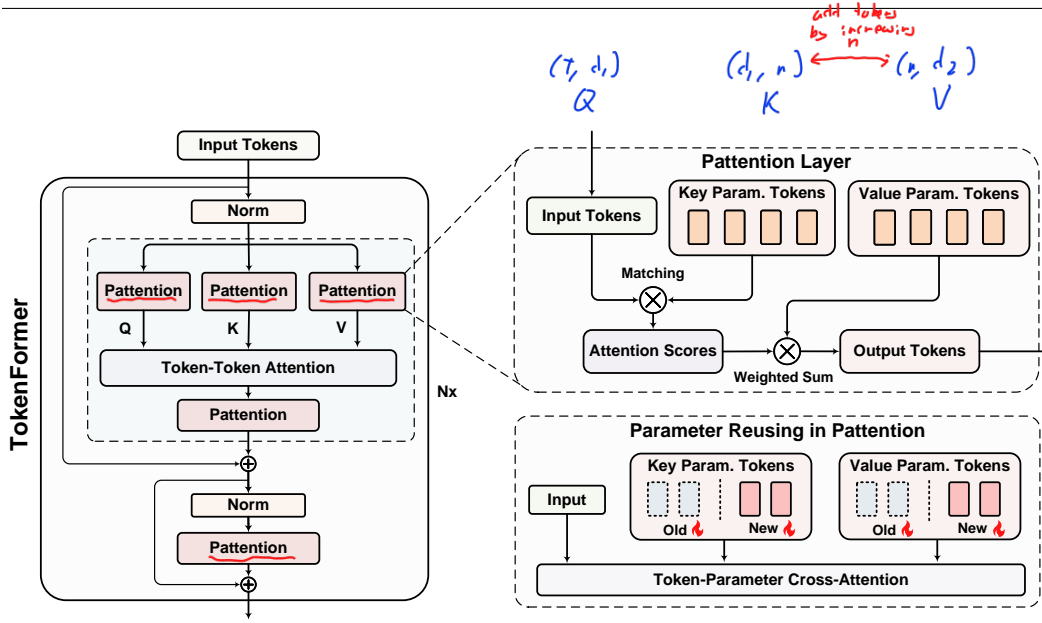 add tokens
by increasing
n
(T, d₁)
(d₁, n)
(n, d₂)
Q
K
V
Input Tokens
Norm
Pattention
Pattention
Pattention
Q
K
V
Token-Token Attention
Pattention
Norm
Pattention
TokenFormer
Nx
Pattention Layer
Input Tokens
Key Param. Tokens
Value Param. Tokens
Matching
Attention Scores
Weighted Sum
Output Tokens
Parameter Reusing in Pattention
Input
Key Param. Tokens
Old
New
Value Param. Tokens
Old
New
Token-Parameter Cross-Attention